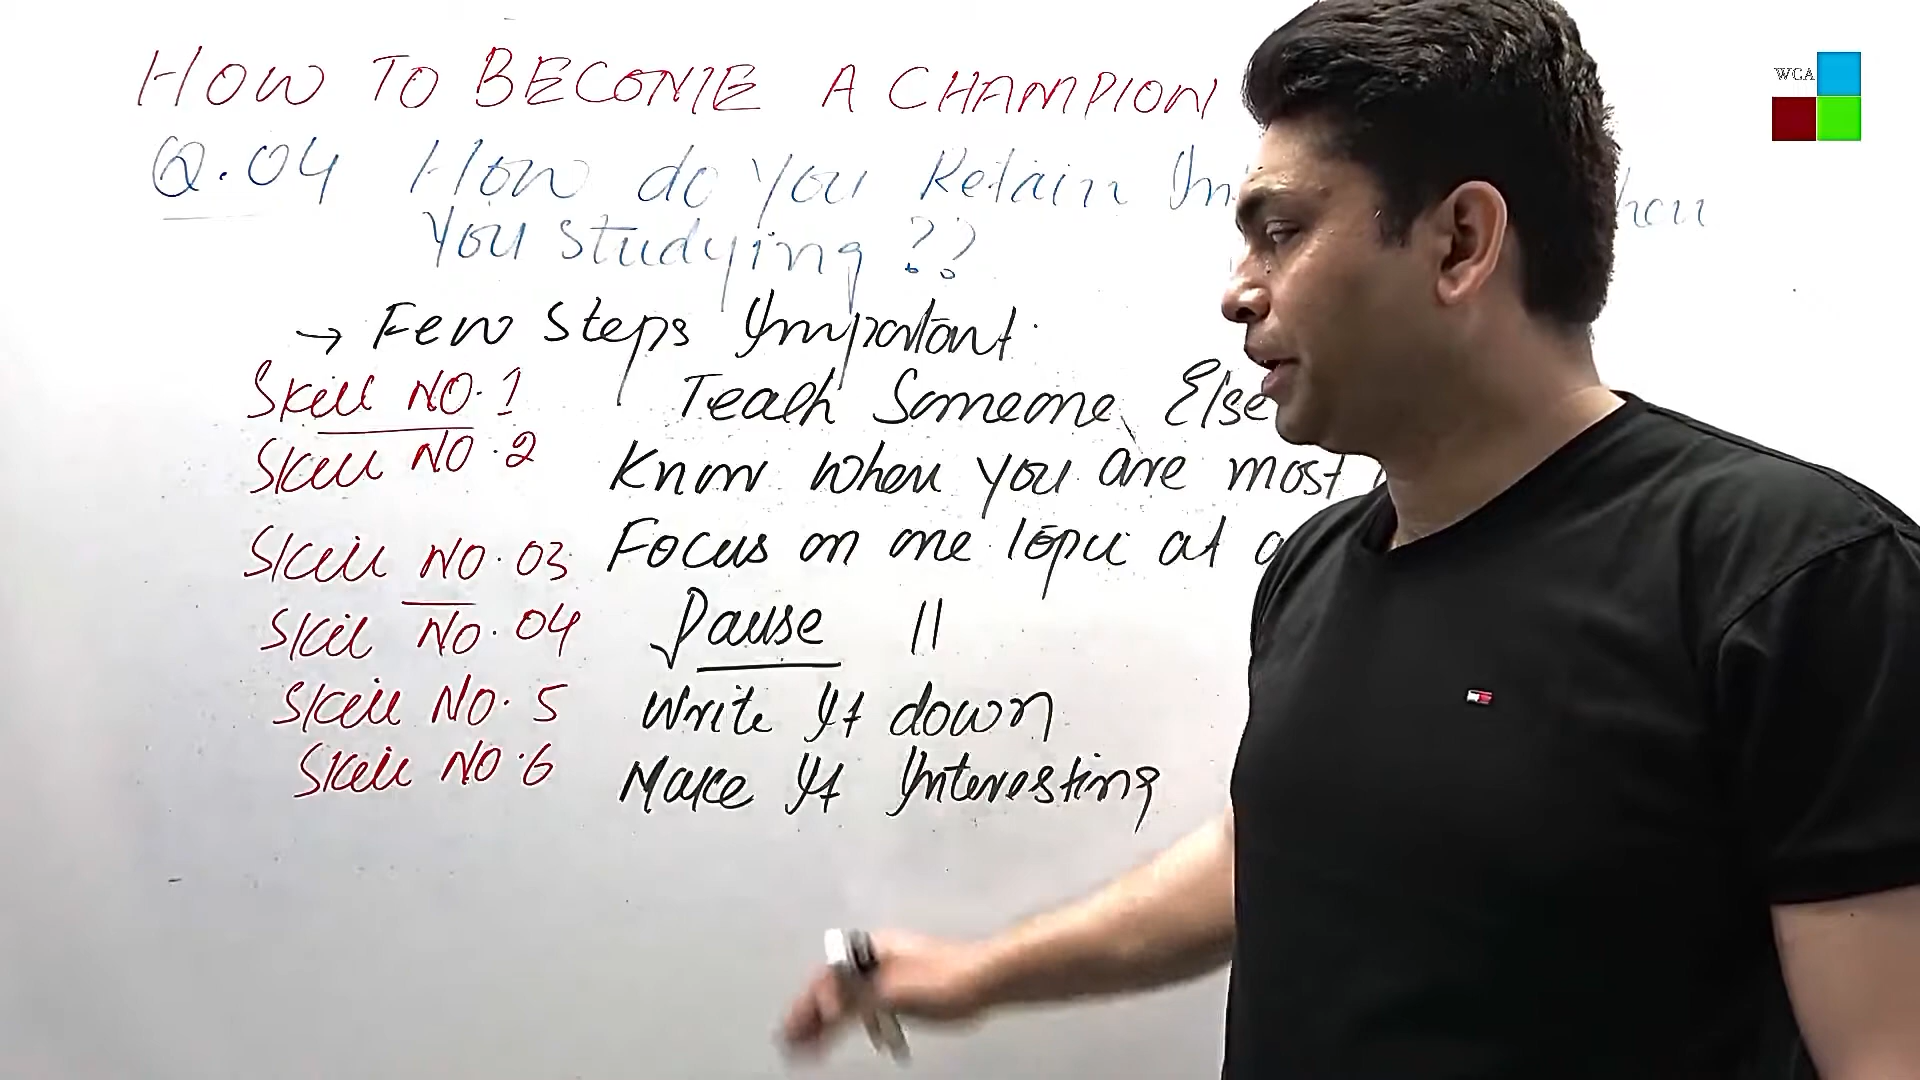 HOW TO BECOME A CHAMPION
Q.04 How do you Retain
you studying ??
→ Few Steps Important.
Skill NO.1 Teach Someone Else
Skill NO.2 Know when you are most
Skill NO.03 Focus on one topic at a
Skill No.04 Pause ||
Skill NO.5 Write It down
Skill NO.6 Make It Interesting
WCA